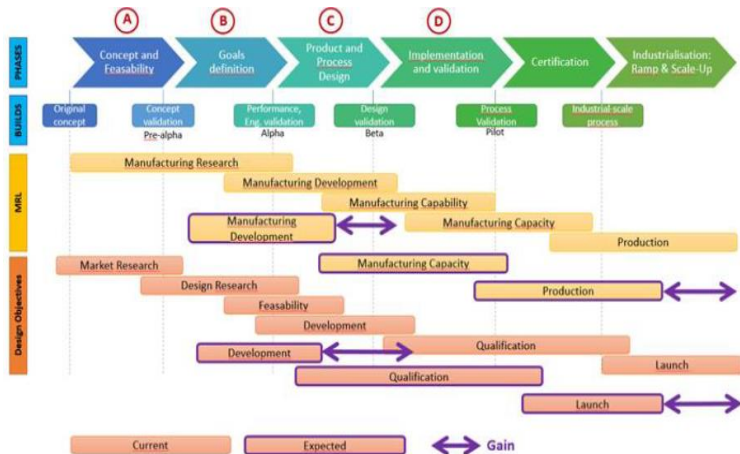 A
B
C
D
PHASES
Concept and
Feasability
Goals
definition
Product and
Process
Design
Implementation
and validation
Certification
Industrialisation:
Ramp & Scale-Up
BUILDS
Original
concept
Concept
validation
Pre-alpha
Performance,
Eng. validation
Alpha
Design
validation
Beta
Process
Validation
Pilot
Industrial-scale
process
MRL
Manufacturing Research
Manufacturing Development
Manufacturing Capability
Manufacturing
Development
Manufacturing Capacity
Production
Manufacturing Capacity
Production
Design Objectives
Market Research
Design Research
Feasability
Development
Qualification
Development
Launch
Qualification
Launch
Current
Expected
Gain